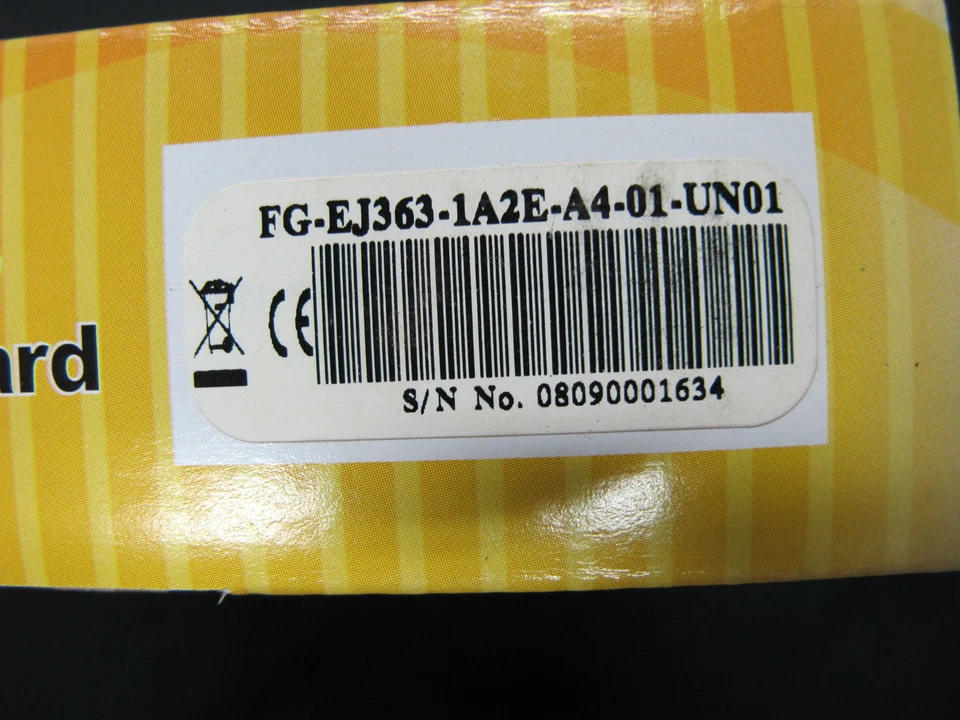 FG-EJ363-1A2E-A4-01-UN01
CE
ard
S/N No. 08090001634